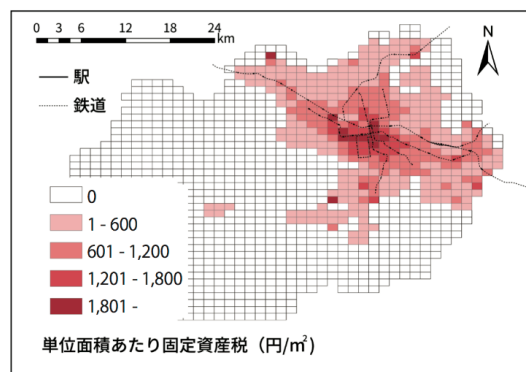 0 3 6 12 18 24
km
N
駅
鉄道
0
1 - 600
601 - 1,200
1,201 - 1,800
1,801 -
単位面積あたり固定資産税（円/㎡)